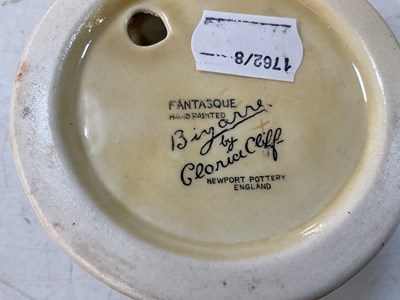 1762/8-
FANTASQUE
HAND PAINTED
Bizarre
by
Clarice Cliff
NEWPORT POTTERY
ENGLAND